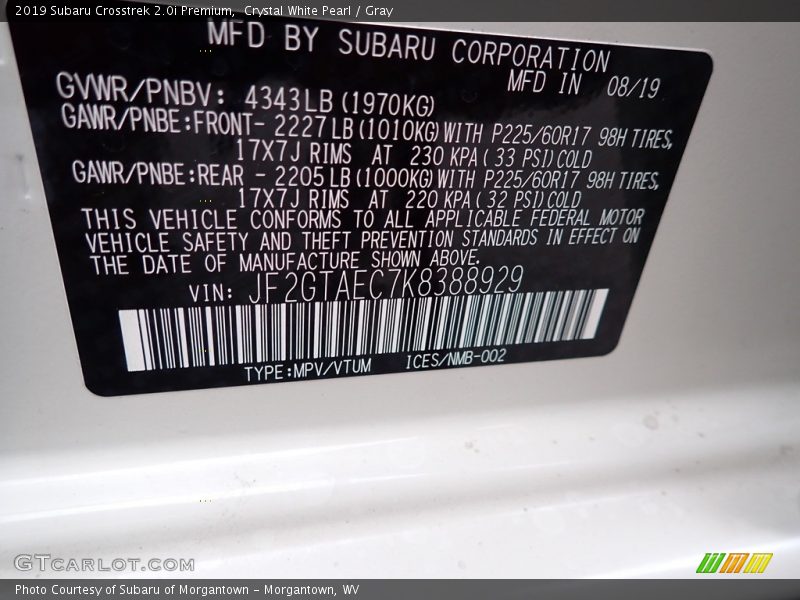 2019 Subaru Crosstrek 2.0i Premium,  Crystal White Pearl / Gray
MFD BY SUBARU CORPORATION
MFD IN 08/19
GVWR/PNBV: 4343LB (1970KG)
GAWR/PNBE:FRONT- 2227 LB (1010KG) WITH P225/60R17 98H TIRES,
17X7J RIMS AT 230 KPA ( 33 PSI) COLD
GAWR/PNBE:REAR - 2205 LB (1000KG) WITH P225/60R17 98H TIRES,
17X7J RIMS AT 220 KPA ( 32 PSI) COLD
THIS VEHICLE CONFORMS TO ALL APPLICABLE FEDERAL MOTOR
VEHICLE SAFETY AND THEFT PREVENTION STANDARDS IN EFFECT ON
THE DATE OF MANUFACTURE SHOWN ABOVE.
VIN: JF2GTAEC7K8388929
TYPE:MPV/VTUM ICES/NMB-002
GTCARLOT.COM
Photo Courtesy of Subaru of Morgantown - Morgantown, WV